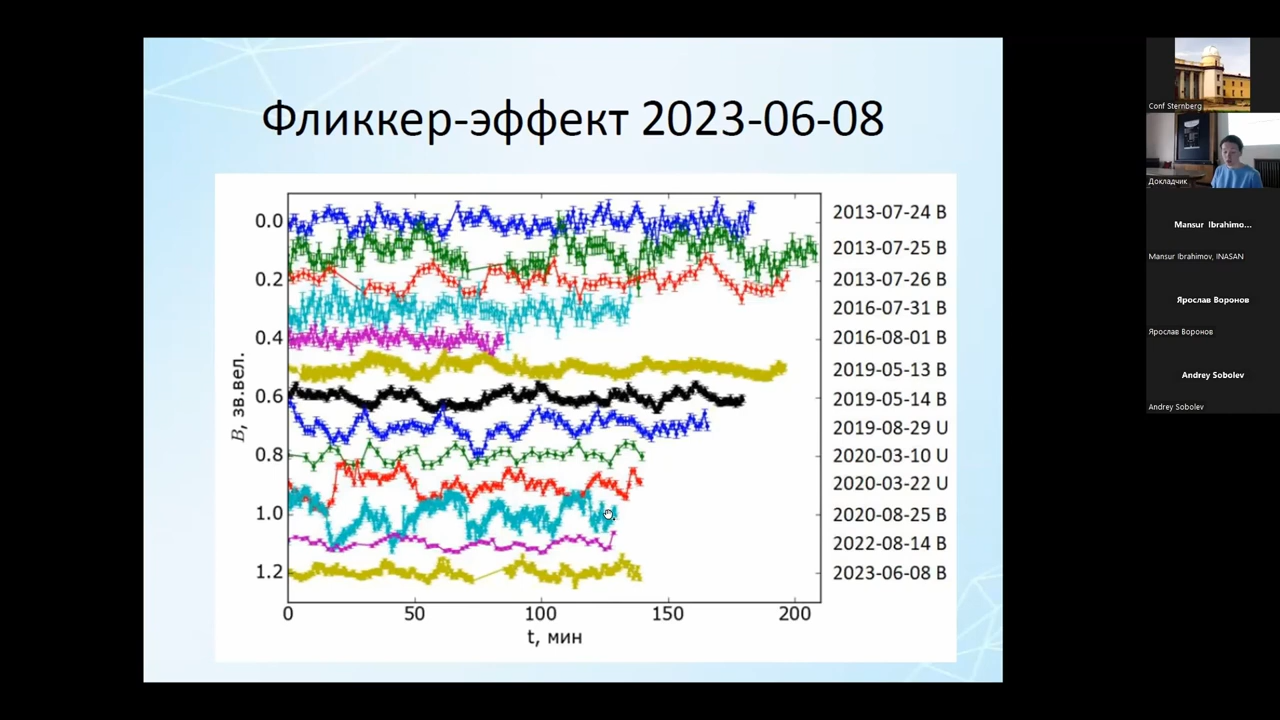 Фликкер-эффект 2023-06-08
0.0
0.2
0.4
0.6
0.8
1.0
1.2
B, зв.вел.
0
50
100
150
200
t, мин
2013-07-24 B
2013-07-25 B
2013-07-26 B
2016-07-31 B
2016-08-01 B
2019-05-13 B
2019-05-14 B
2019-08-29 U
2020-03-10 U
2020-03-22 U
2020-08-25 B
2022-08-14 B
2023-06-08 B
Conf Sternberg
Докладчик
Mansur Ibrahimo...
Mansur Ibrahimov, INASAN
Ярослав Воронов
Ярослав Воронов
Andrey Sobolev
Andrey Sobolev